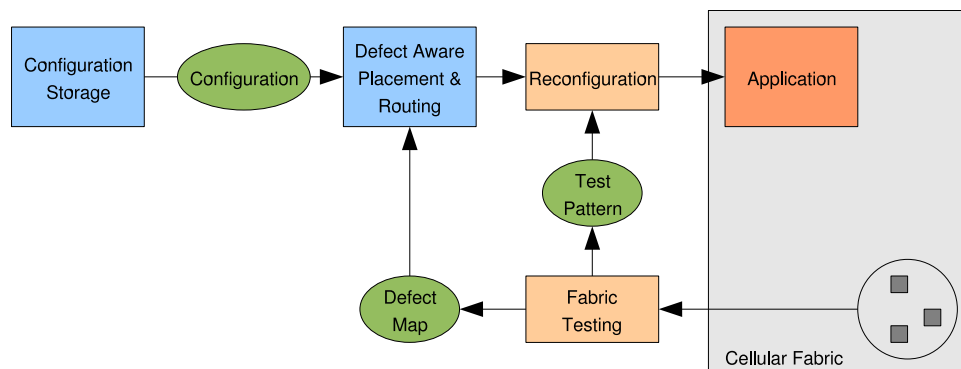 Configuration
Storage
Configuration
Defect Aware
Placement &
Routing
Reconfiguration
Application
Test
Pattern
Defect
Map
Fabric
Testing
Cellular Fabric